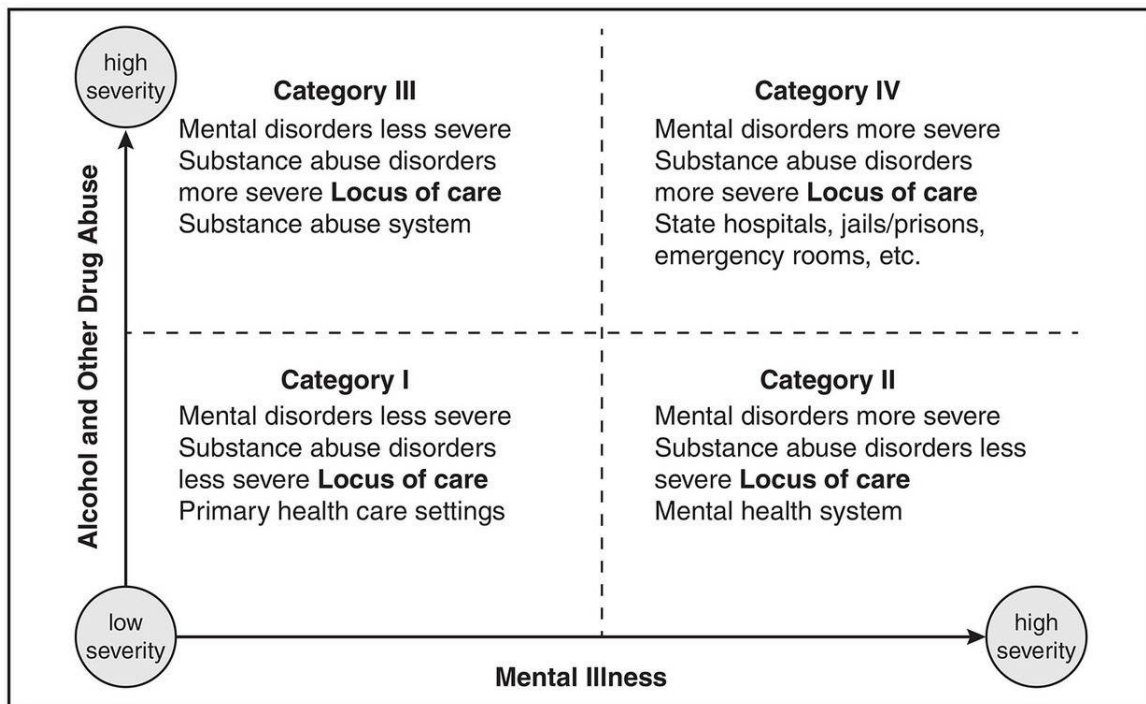 high
severity
Category III
Mental disorders less severe
Substance abuse disorders
more severe Locus of care
Substance abuse system
Category IV
Mental disorders more severe
Substance abuse disorders
more severe Locus of care
State hospitals, jails/prisons,
emergency rooms, etc.
Alcohol and Other Drug Abuse
Category I
Mental disorders less severe
Substance abuse disorders
less severe Locus of care
Primary health care settings
Category II
Mental disorders more severe
Substance abuse disorders less
severe Locus of care
Mental health system
low
severity
high
severity
Mental Illness